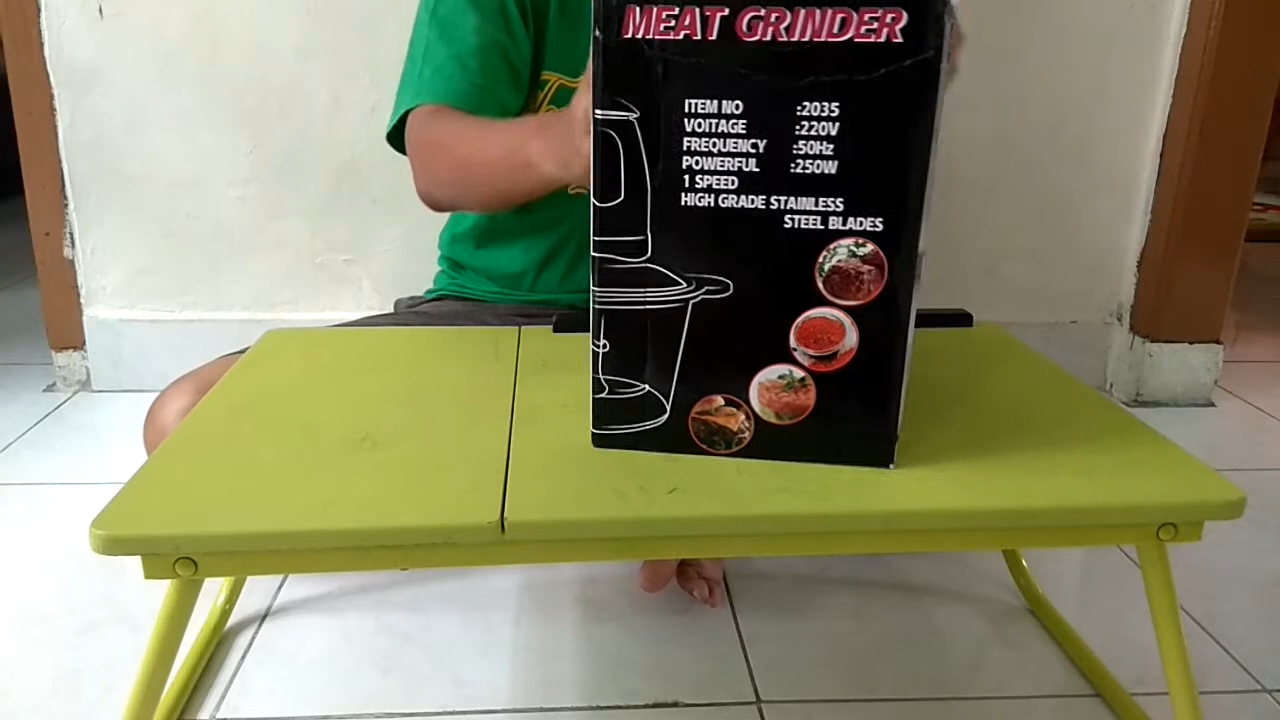 MEAT GRINDER
ITEM NO :2035
VOITAGE :220V
FREQUENCY :50Hz
POWERFUL :250W
1 SPEED
HIGH GRADE STAINLESS
STEEL BLADES